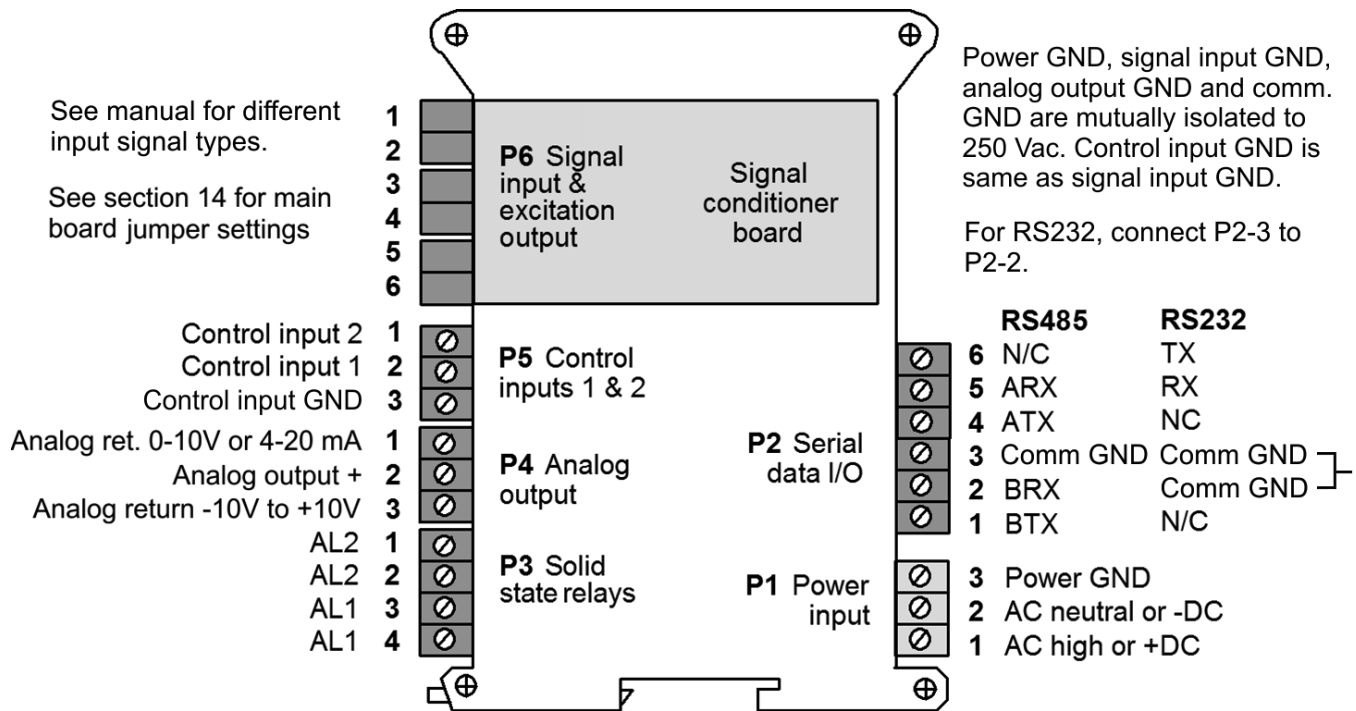 See manual for different
input signal types.
See section 14 for main
board jumper settings
1
2
3
4
5
6
P6 Signal
input &
excitation
output
Signal
conditioner
board
Power GND, signal input GND,
analog output GND and comm.
GND are mutually isolated to
250 Vac. Control input GND is
same as signal input GND.
For RS232, connect P2-3 to
P2-2.
Control input 2 1
Control input 1 2
Control input GND 3
P5 Control
inputs 1 & 2
Analog ret. 0-10V or 4-20 mA 1
Analog output + 2
Analog return -10V to +10V 3
P4 Analog
output
AL2 1
AL2 2
AL1 3
AL1 4
P3 Solid
state relays
P2 Serial
data I/O
RS485 RS232
6 N/C TX
5 ARX RX
4 ATX NC
3 Comm GND Comm GND
2 BRX Comm GND
1 BTX N/C
P1 Power
input
3 Power GND
2 AC neutral or -DC
1 AC high or +DC